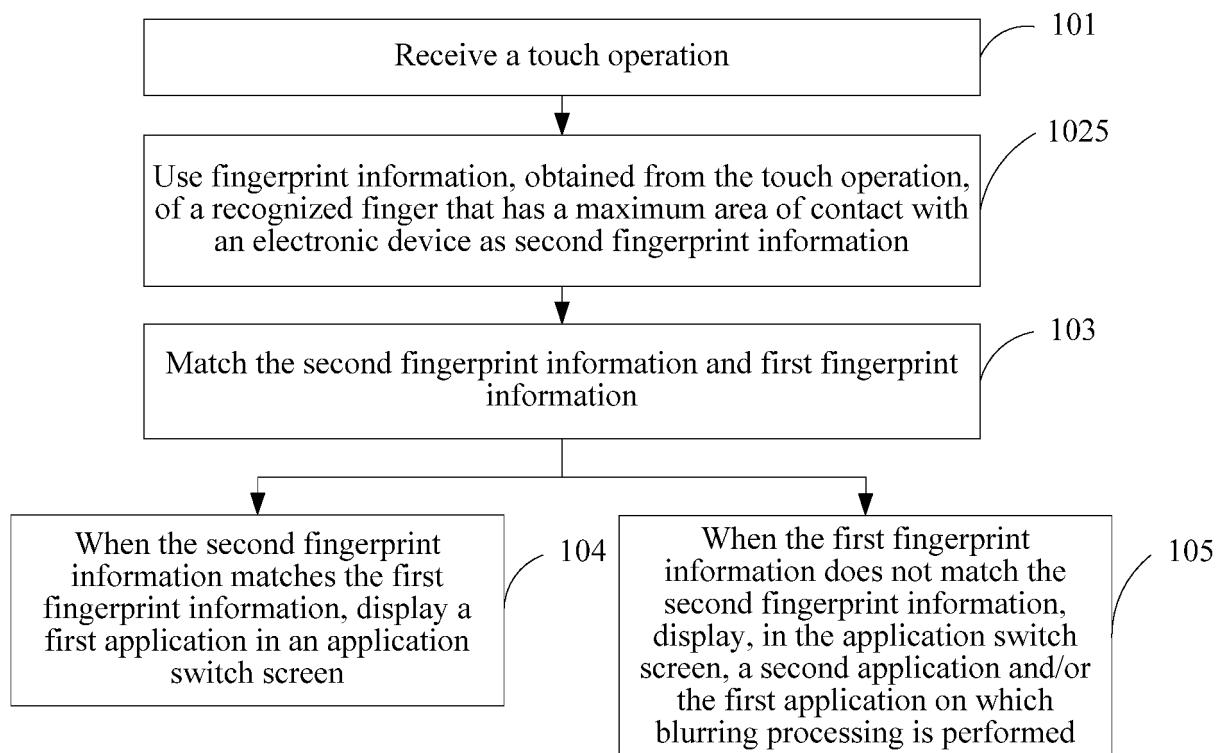 101
Receive a touch operation
1025
Use fingerprint information, obtained from the touch operation,
of a recognized finger that has a maximum area of contact with
an electronic device as second fingerprint information
103
Match the second fingerprint information and first fingerprint
information
When the second fingerprint
information matches the first
fingerprint information, display a
first application in an application
switch screen
104
When the first fingerprint
information does not match the
second fingerprint information,
display, in the application switch
screen, a second application and/or
the first application on which
blurring processing is performed
105